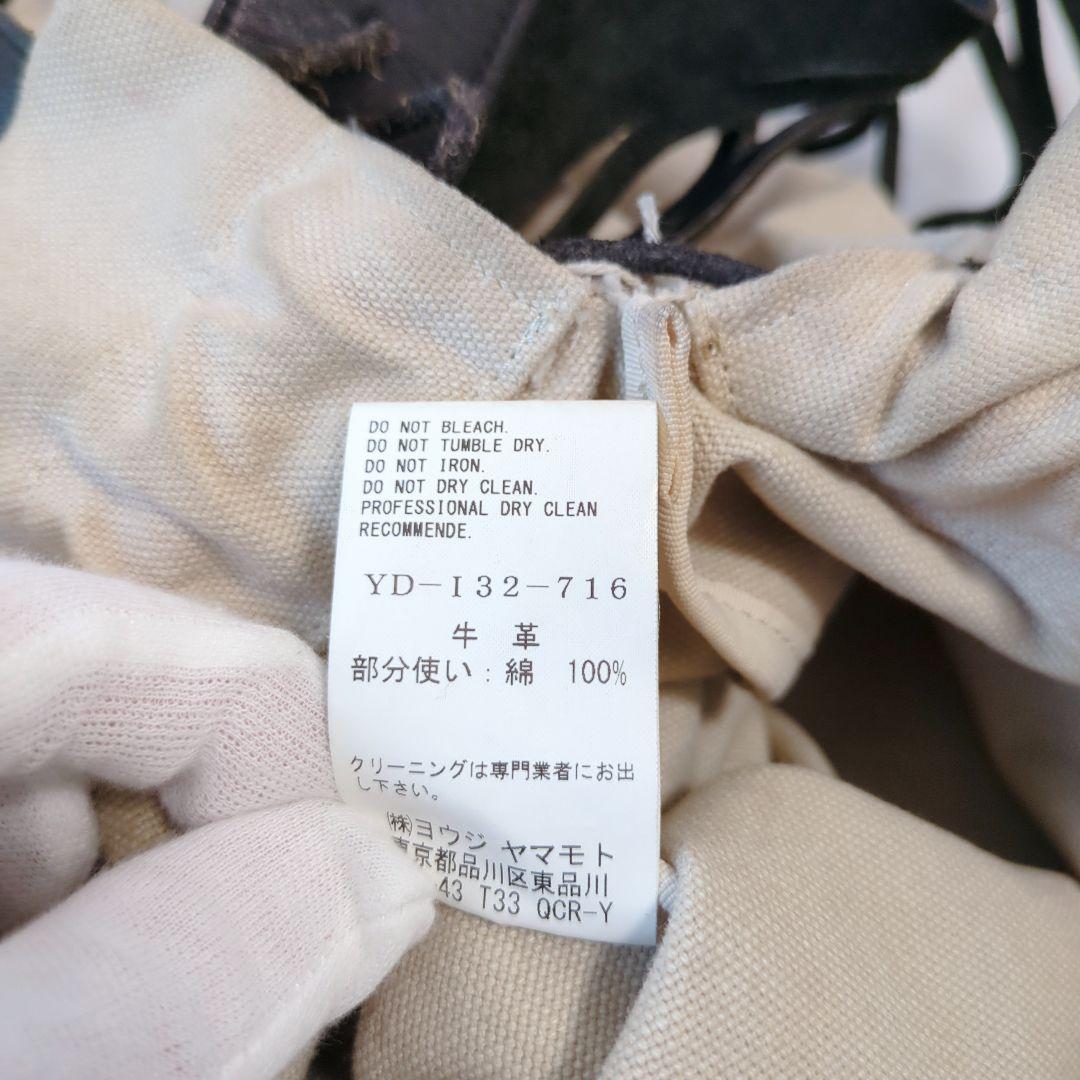 DO NOT BLEACH.
DO NOT TUMBLE DRY.
DO NOT IRON.
DO NOT DRY CLEAN.
PROFESSIONAL DRY CLEAN
RECOMMENDE.
YD-I32-716
牛 革
部分使い：綿 100%
クリーニングは専門業者にお出
し下さい。
㈱ヨウジ ヤマモト
東京都品川区東品川
43 T33 QCR-Y